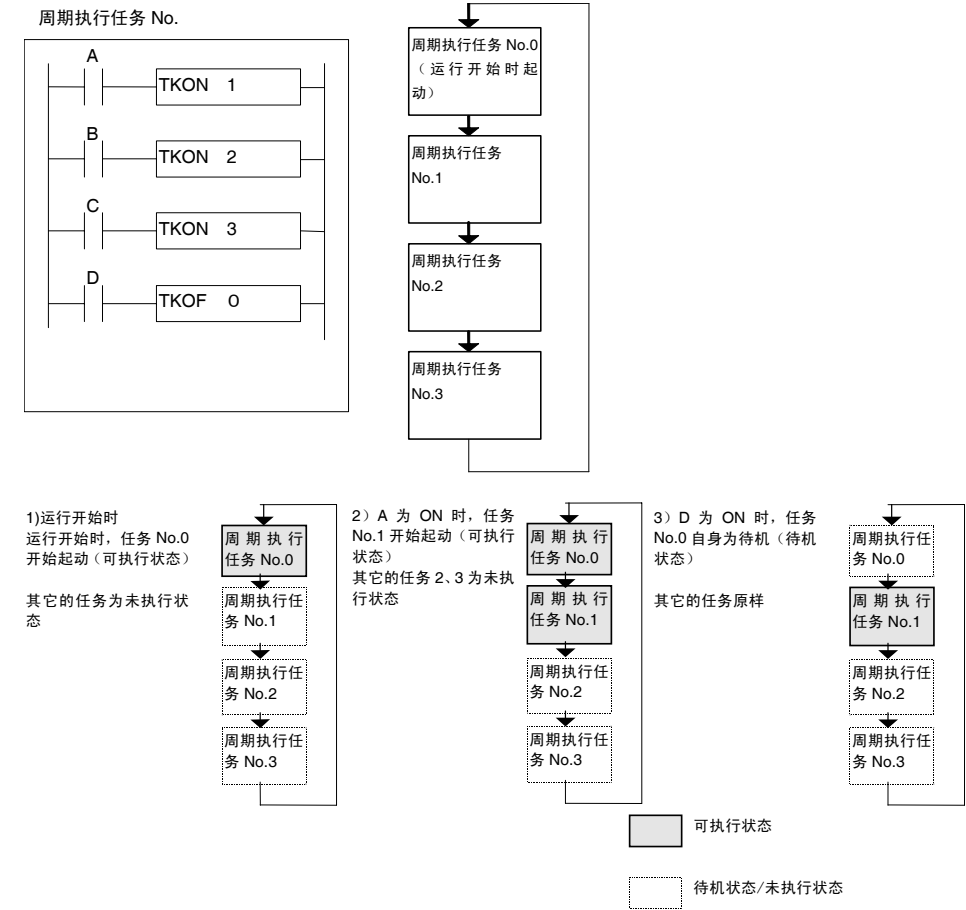 周期执行任务 No.
A
TKON 1
B
TKON 2
C
TKON 3
D
TKOF 0
周期执行任务 No.0
（运行开始时起
动）
周期执行任务
No.1
周期执行任务
No.2
周期执行任务
No.3
1)运行开始时
运行开始时，任务 No.0
开始起动（可执行状态）
其它的任务为未执行状
态
周期执行
任务 No.0
周期执行任
务 No.1
周期执行任
务 No.2
周期执行任
务 No.3
2）A 为 ON 时，任务
No.1 开始起动（可执行
状态）
其它的任务 2、3 为未执
行状态
周期执行
任务 No.0
周期执行
任务 No.1
周期执行任
务 No.2
周期执行任
务 No.3
3）D 为 ON 时，任务
No.0 自身为待机（待机
状态）
其它的任务原样
周期执行任
务 No.0
周期执行
任务 No.1
周期执行任
务 No.2
周期执行任
务 No.3
可执行状态
待机状态/未执行状态